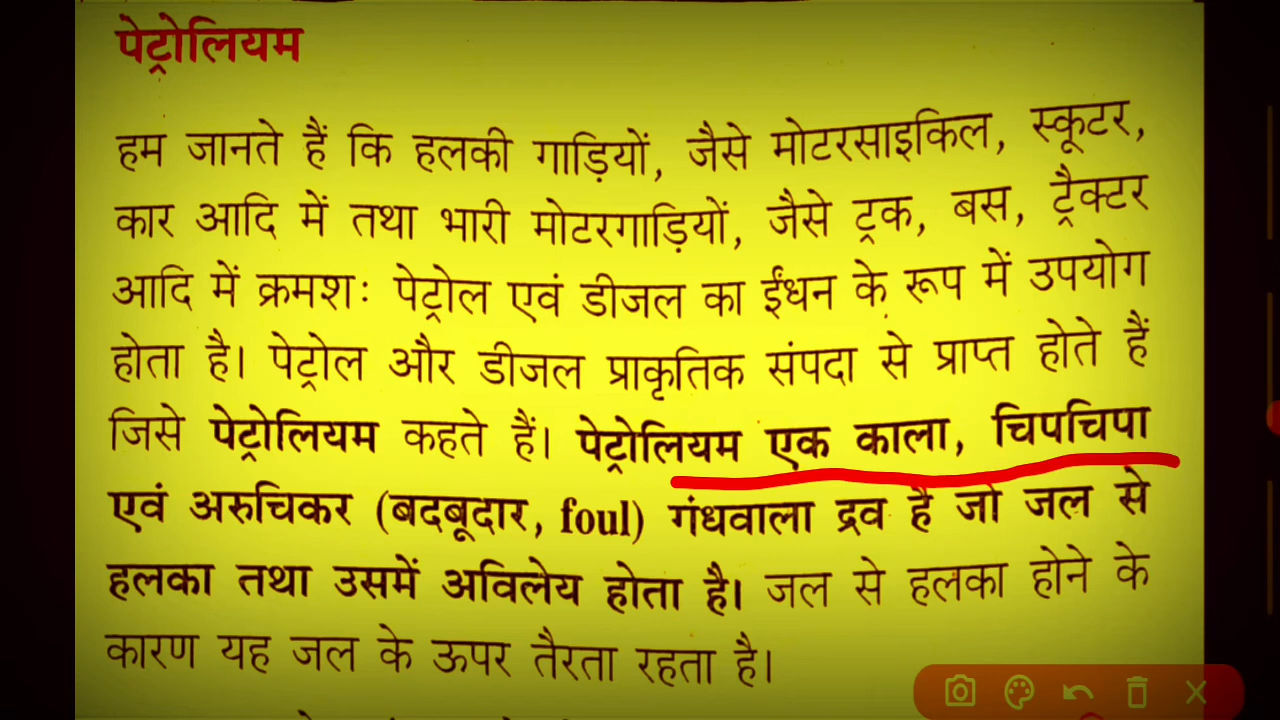 पेट्रोलियम
हम जानते हैं कि हलकी गाड़ियों, जैसे मोटरसाइकिल, स्कूटर,
कार आदि में तथा भारी मोटरगाड़ियों, जैसे ट्रक, बस, ट्रैक्टर
आदि में क्रमशः पेट्रोल एवं डीजल का ईंधन के रूप में उपयोग
होता है। पेट्रोल और डीजल प्राकृतिक संपदा से प्राप्त होते हैं
जिसे पेट्रोलियम कहते हैं। पेट्रोलियम एक काला, चिपचिपा
एवं अरुचिकर (बदबूदार, foul) गंधवाला द्रव है जो जल से
हलका तथा उसमें अविलेय होता है। जल से हलका होने के
कारण यह जल के ऊपर तैरता रहता है।